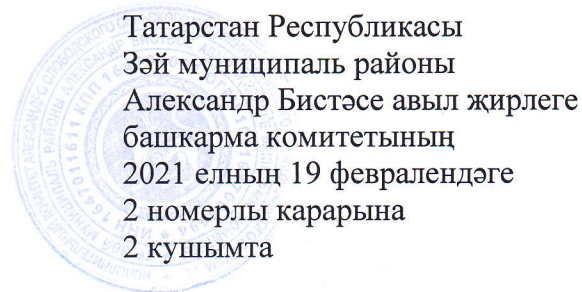 Татарстан Республикасы
Зәй муниципаль районы
Александр Бистәсе авыл җирлеге
башкарма комитетының
2021 елның 19 февралендәге
2 номерлы карарына
2 кушымта